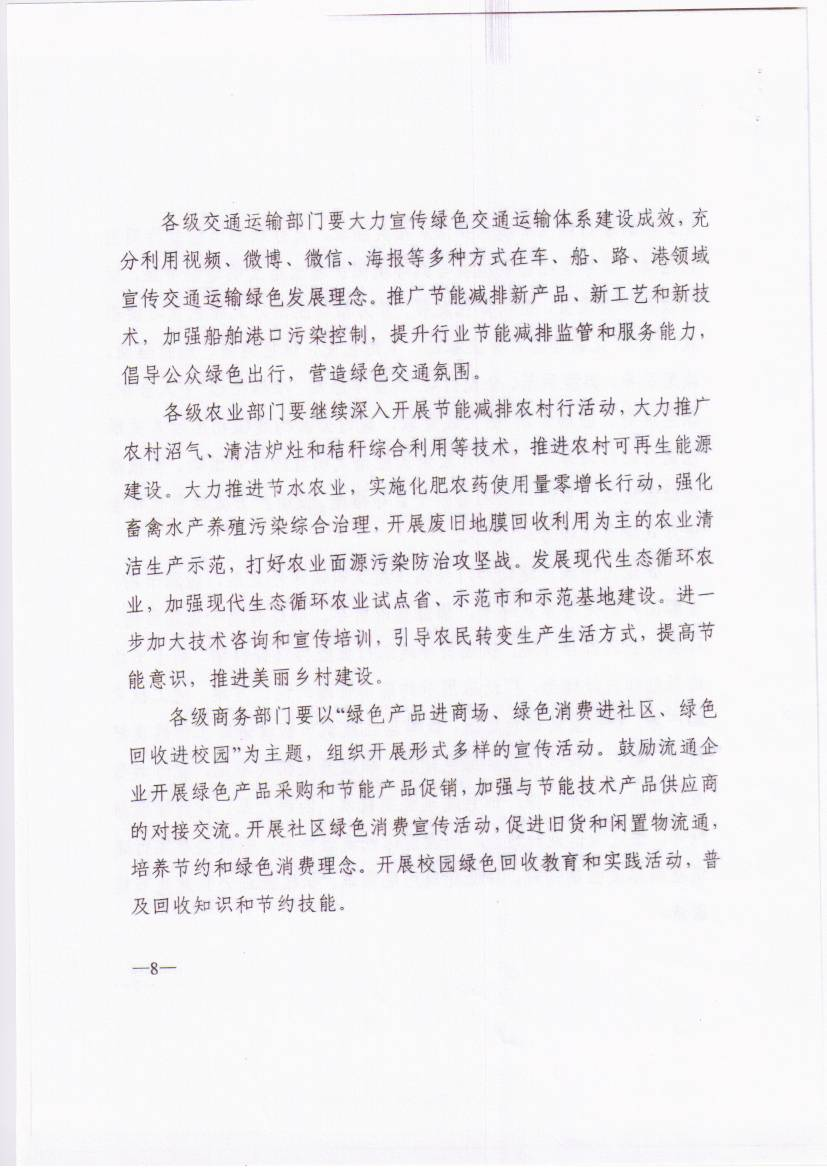 各级交通运输部门要大力宣传绿色交通运输体系建设成效，充
分利用视频、微博、微信、海报等多种方式在车、船、路、港领域
宣传交通运输绿色发展理念。推广节能减排新产品、新工艺和新技
术，加强船舶港口污染控制，提升行业节能减排监管和服务能力，
倡导公众绿色出行，营造绿色交通氛围。
各级农业部门要继续深入开展节能减排农村行活动，大力推广
农村沼气、清洁炉灶和秸秆综合利用等技术，推进农村可再生能源
建设。大力推进节水农业，实施化肥农药使用量零增长行动，强化
畜禽水产养殖污染综合治理，开展废旧地膜回收利用为主的农业清
洁生产示范，打好农业面源污染防治攻坚战。发展现代生态循环农
业，加强现代生态循环农业试点省、示范市和示范基地建设。进一
步加大技术咨询和宣传培训，引导农民转变生产生活方式，提高节
能意识，推进美丽乡村建设。
各级商务部门要以“绿色产品进商场、绿色消费进社区、绿色
回收进校园”为主题，组织开展形式多样的宣传活动。鼓励流通企
业开展绿色产品采购和节能产品促销，加强与节能技术产品供应商
的对接交流。开展社区绿色消费宣传活动，促进旧货和闲置物流通，
培养节约和绿色消费理念。开展校园绿色回收教育和实践活动，普
及回收知识和节约技能。
—8—